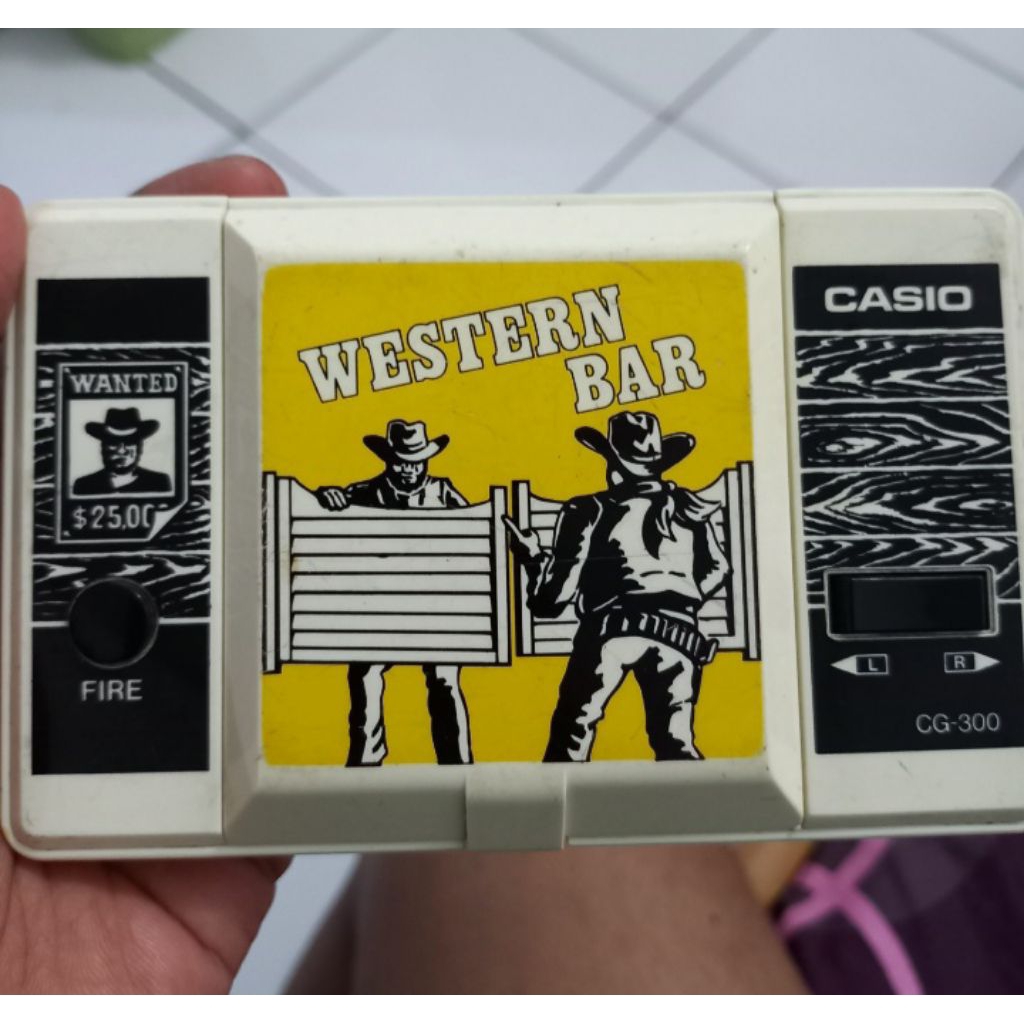 WESTERN
BAR
WANTED
$25,00
FIRE
CASIO
L
R
CG-300